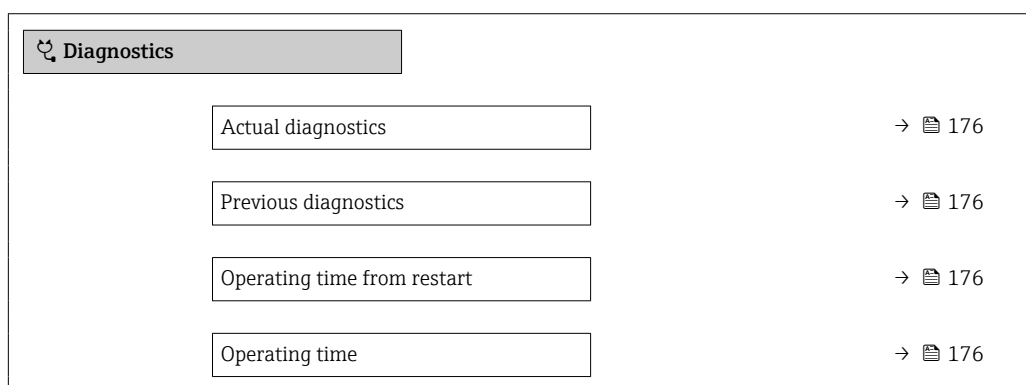 Diagnostics
Actual diagnostics → 176
Previous diagnostics → 176
Operating time from restart → 176
Operating time → 176